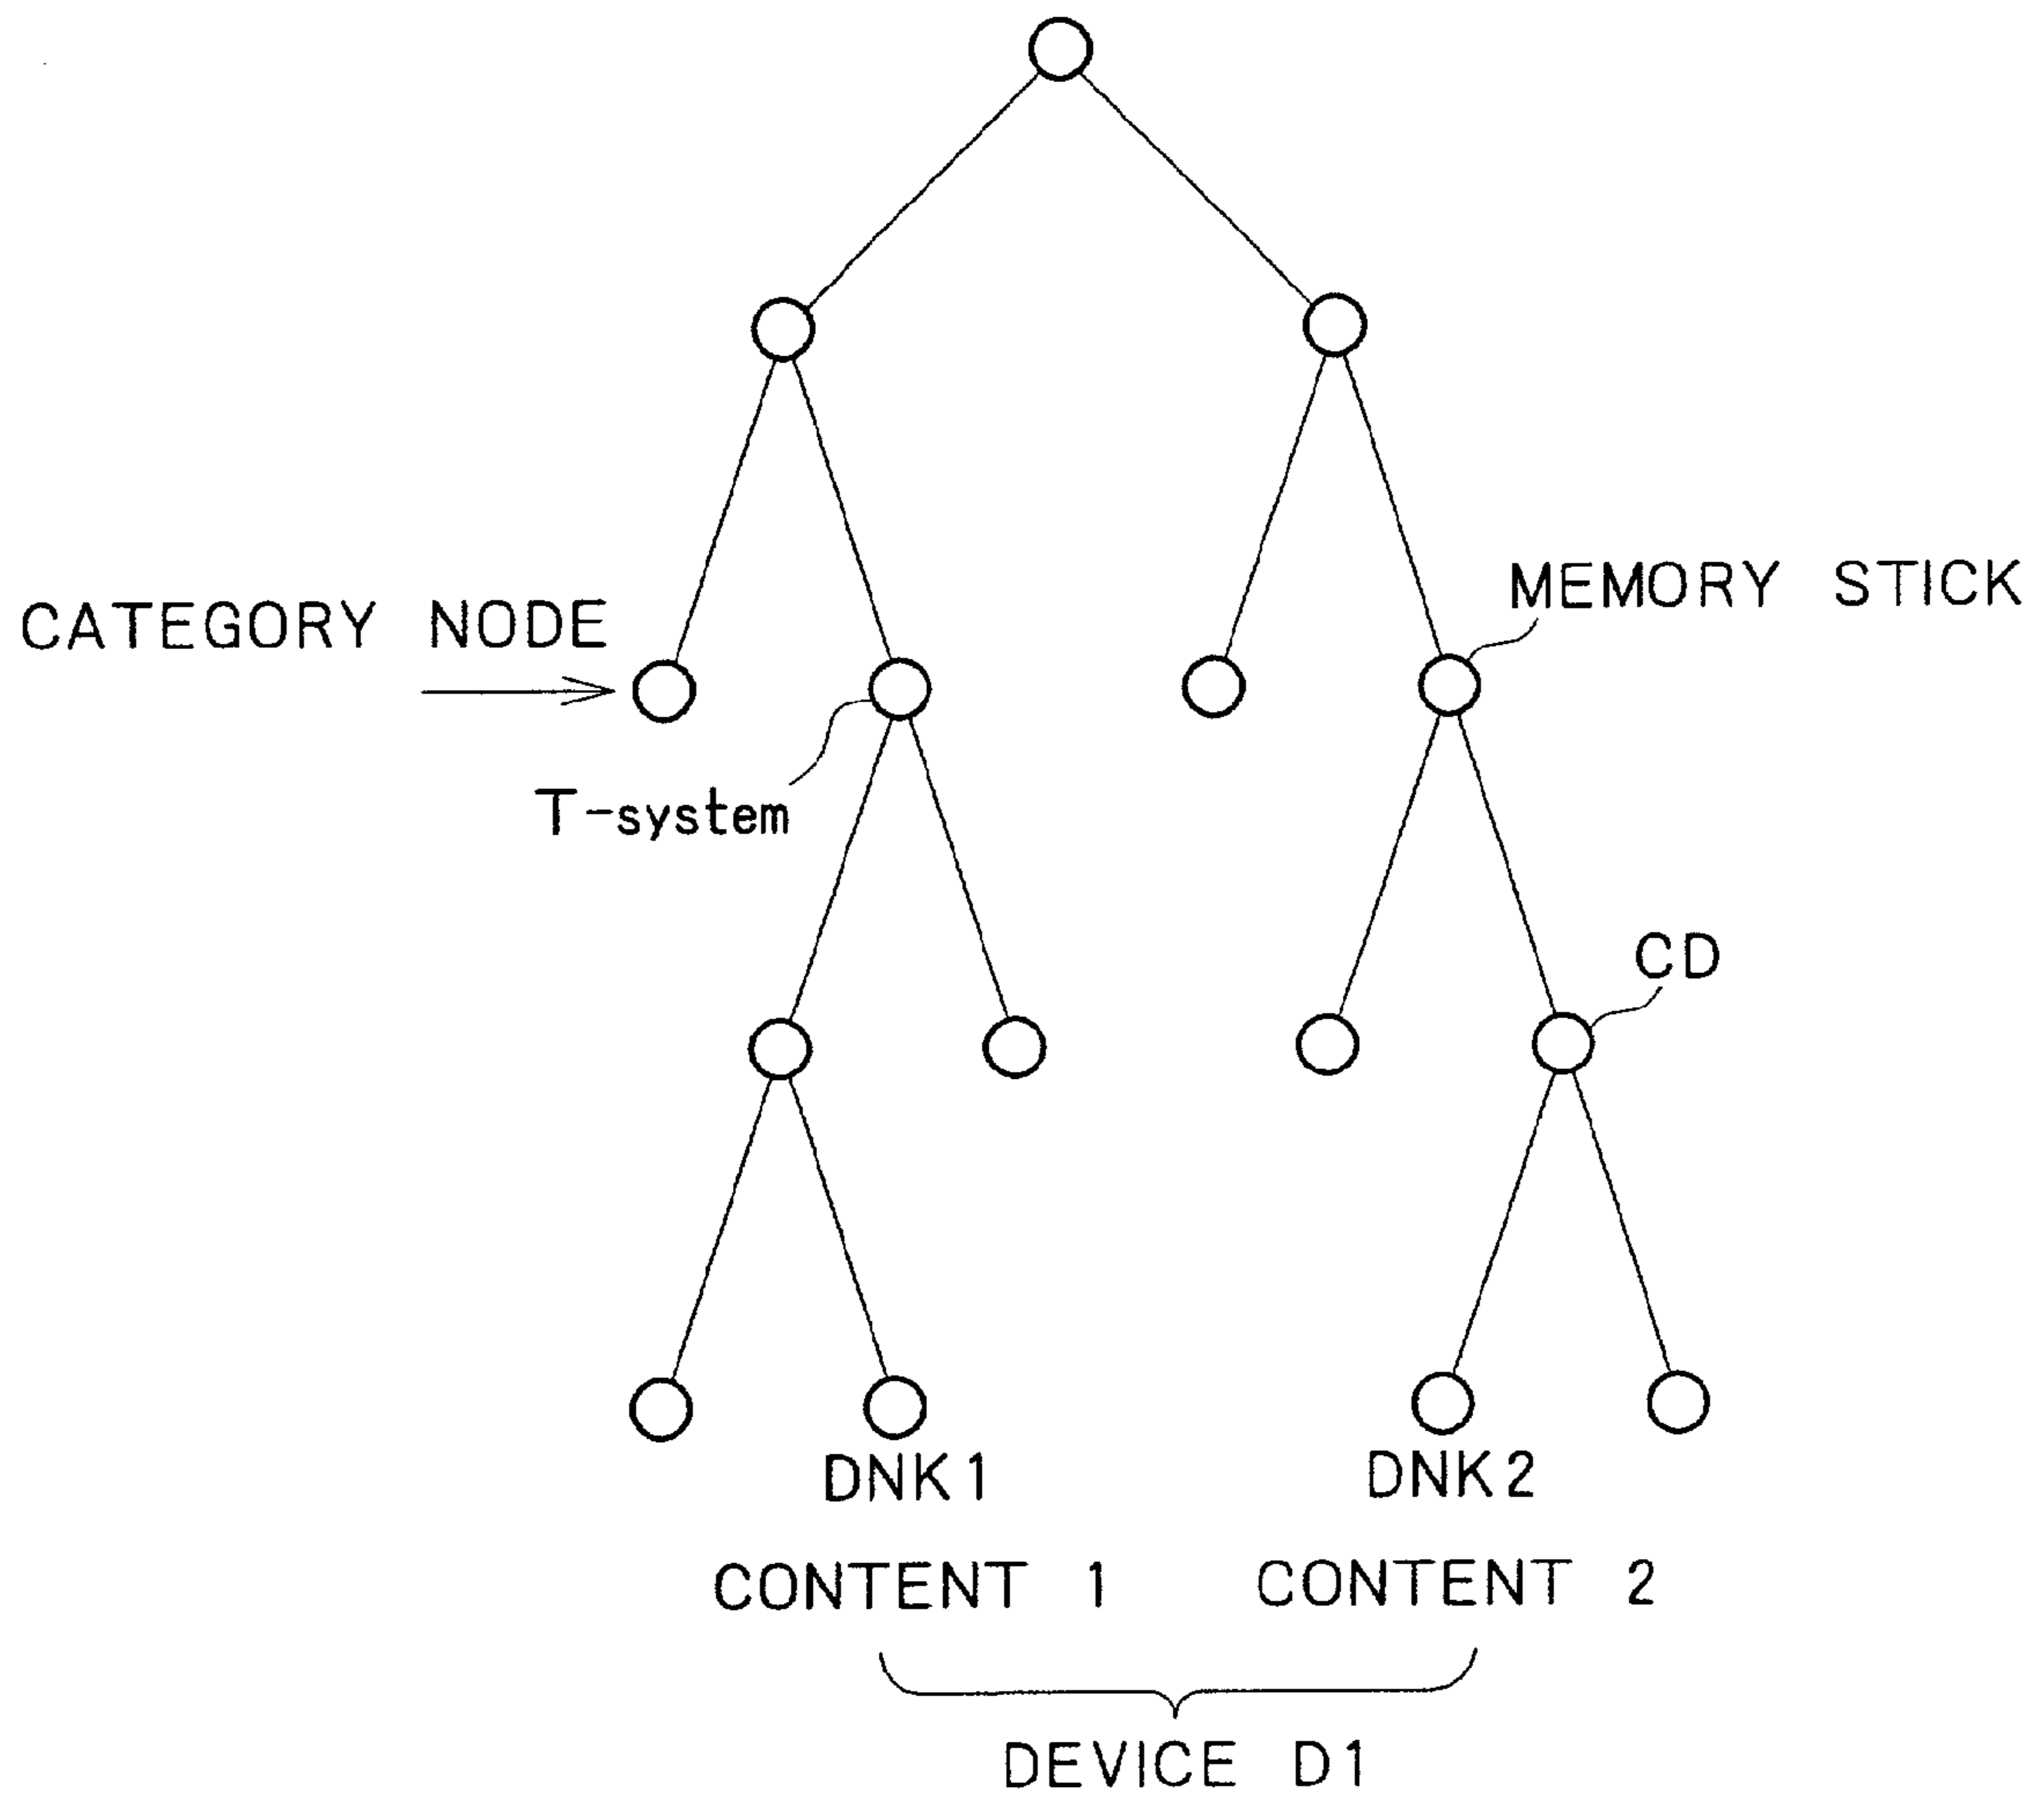 MEMORY STICK
CATEGORY NODE
T-system
CD
DNK1
DNK2
CONTENT 1
CONTENT 2
DEVICE D1